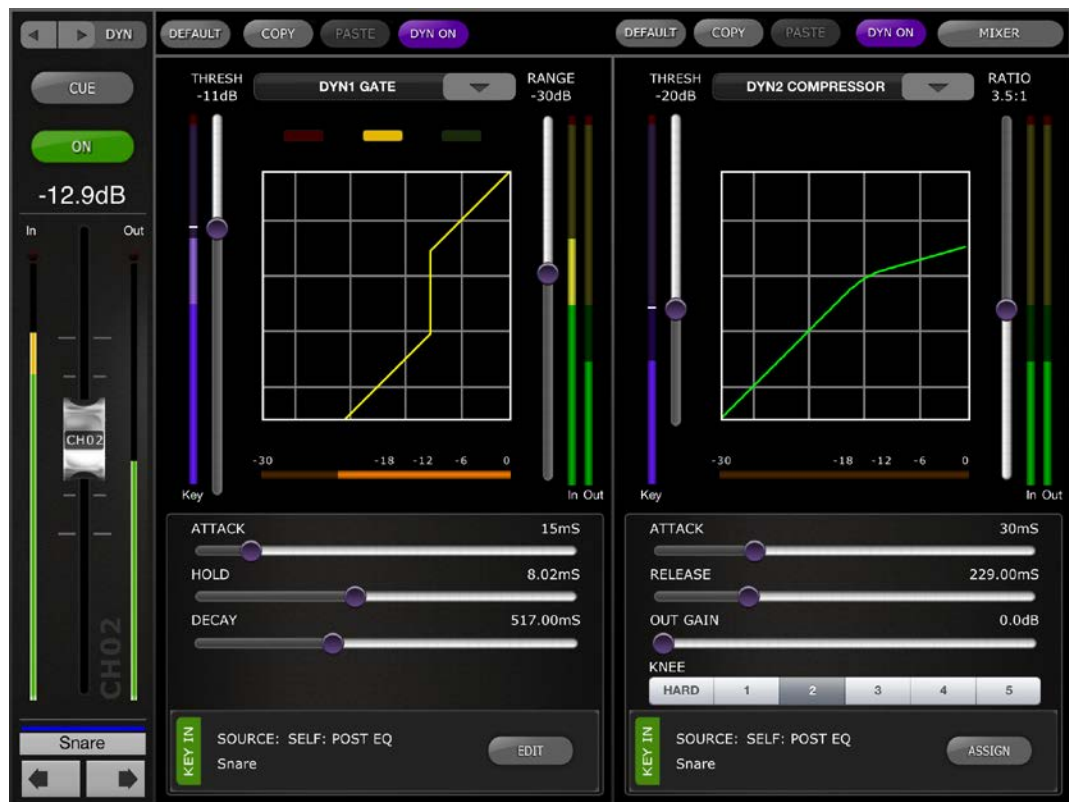 DYN
CUE
ON
-12.9dB
In
Out
CH02
CH02
Snare
DEFAULT
COPY
PASTE
DYN ON
THRESH
-11dB
DYN1 GATE
RANGE
-30dB
-30
-18
-12
-6
0
Key
In Out
ATTACK
15mS
HOLD
8.02mS
DECAY
517.00mS
KEY IN
SOURCE: SELF: POST EQ
Snare
EDIT
DEFAULT
COPY
PASTE
DYN ON
MIXER
THRESH
-20dB
DYN2 COMPRESSOR
RATIO
3.5:1
-30
-18
-12
-6
0
Key
In Out
ATTACK
30mS
RELEASE
229.00mS
OUT GAIN
0.0dB
KNEE
HARD 1 2 3 4 5
KEY IN
SOURCE: SELF: POST EQ
Snare
ASSIGN